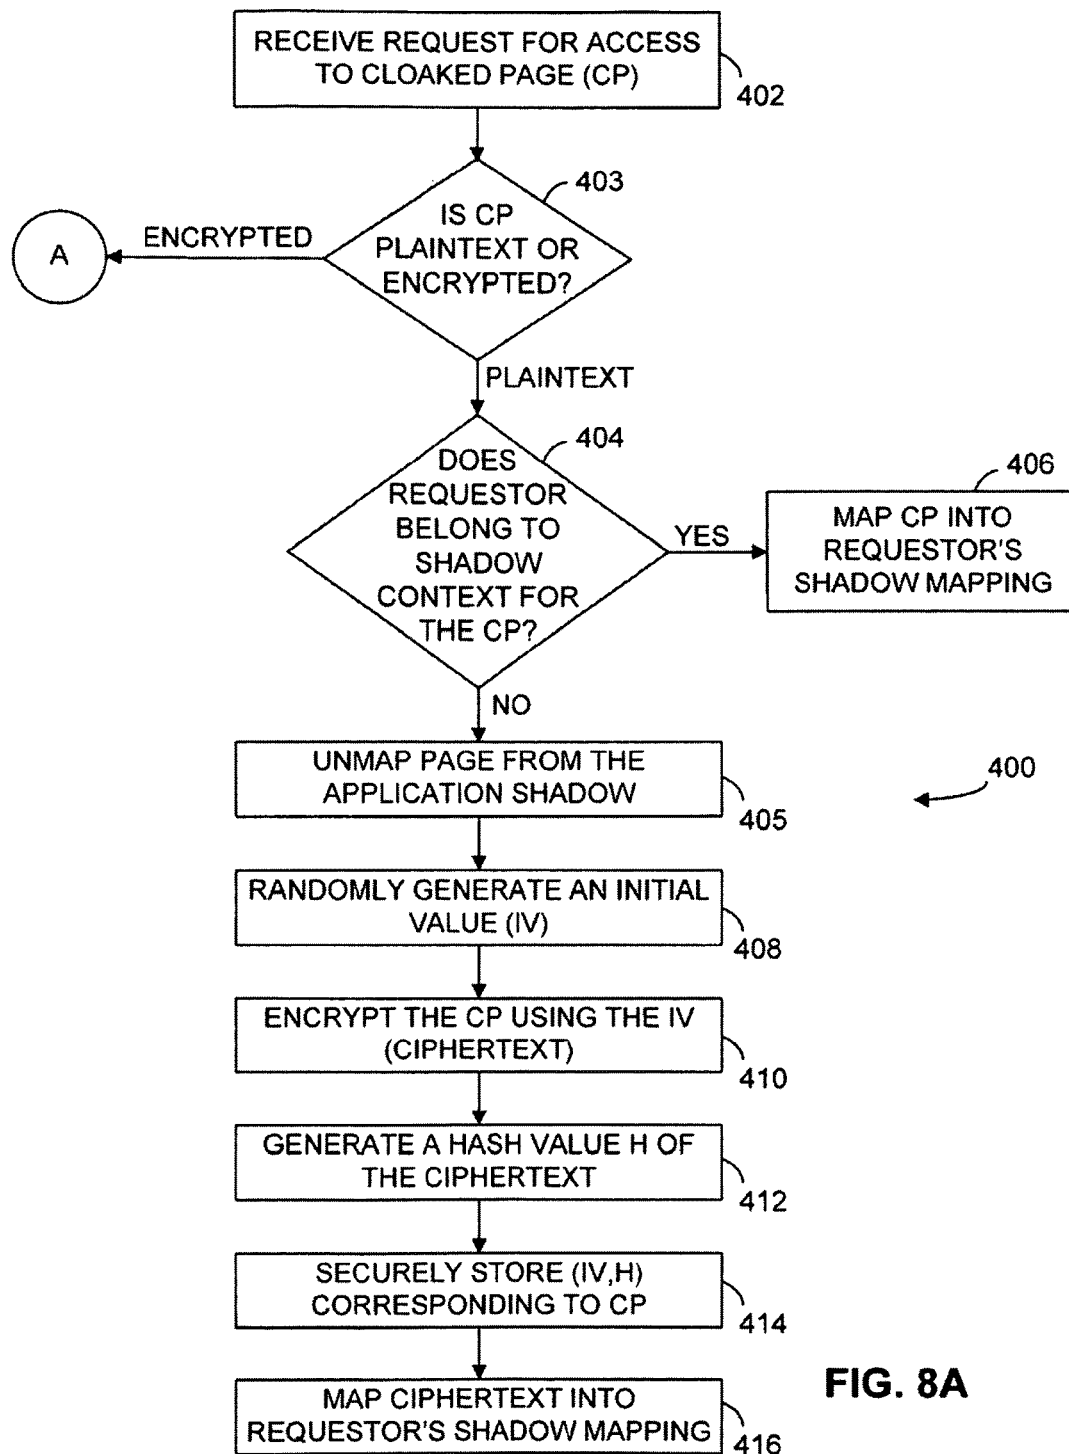 RECEIVE REQUEST FOR ACCESS
TO CLOAKED PAGE (CP)
402
403
IS CP
PLAINTEXT OR
ENCRYPTED?
ENCRYPTED
A
PLAINTEXT
404
DOES
REQUESTOR
BELONG TO
SHADOW
CONTEXT FOR
THE CP?
YES
406
MAP CP INTO
REQUESTOR'S
SHADOW MAPPING
NO
UNMAP PAGE FROM THE
APPLICATION SHADOW
405
400
RANDOMLY GENERATE AN INITIAL
VALUE (IV)
408
ENCRYPT THE CP USING THE IV
(CIPHERTEXT)
410
GENERATE A HASH VALUE H OF
THE CIPHERTEXT
412
SECURELY STORE (IV,H)
CORRESPONDING TO CP
414
MAP CIPHERTEXT INTO
REQUESTOR'S SHADOW MAPPING
416
FIG. 8A